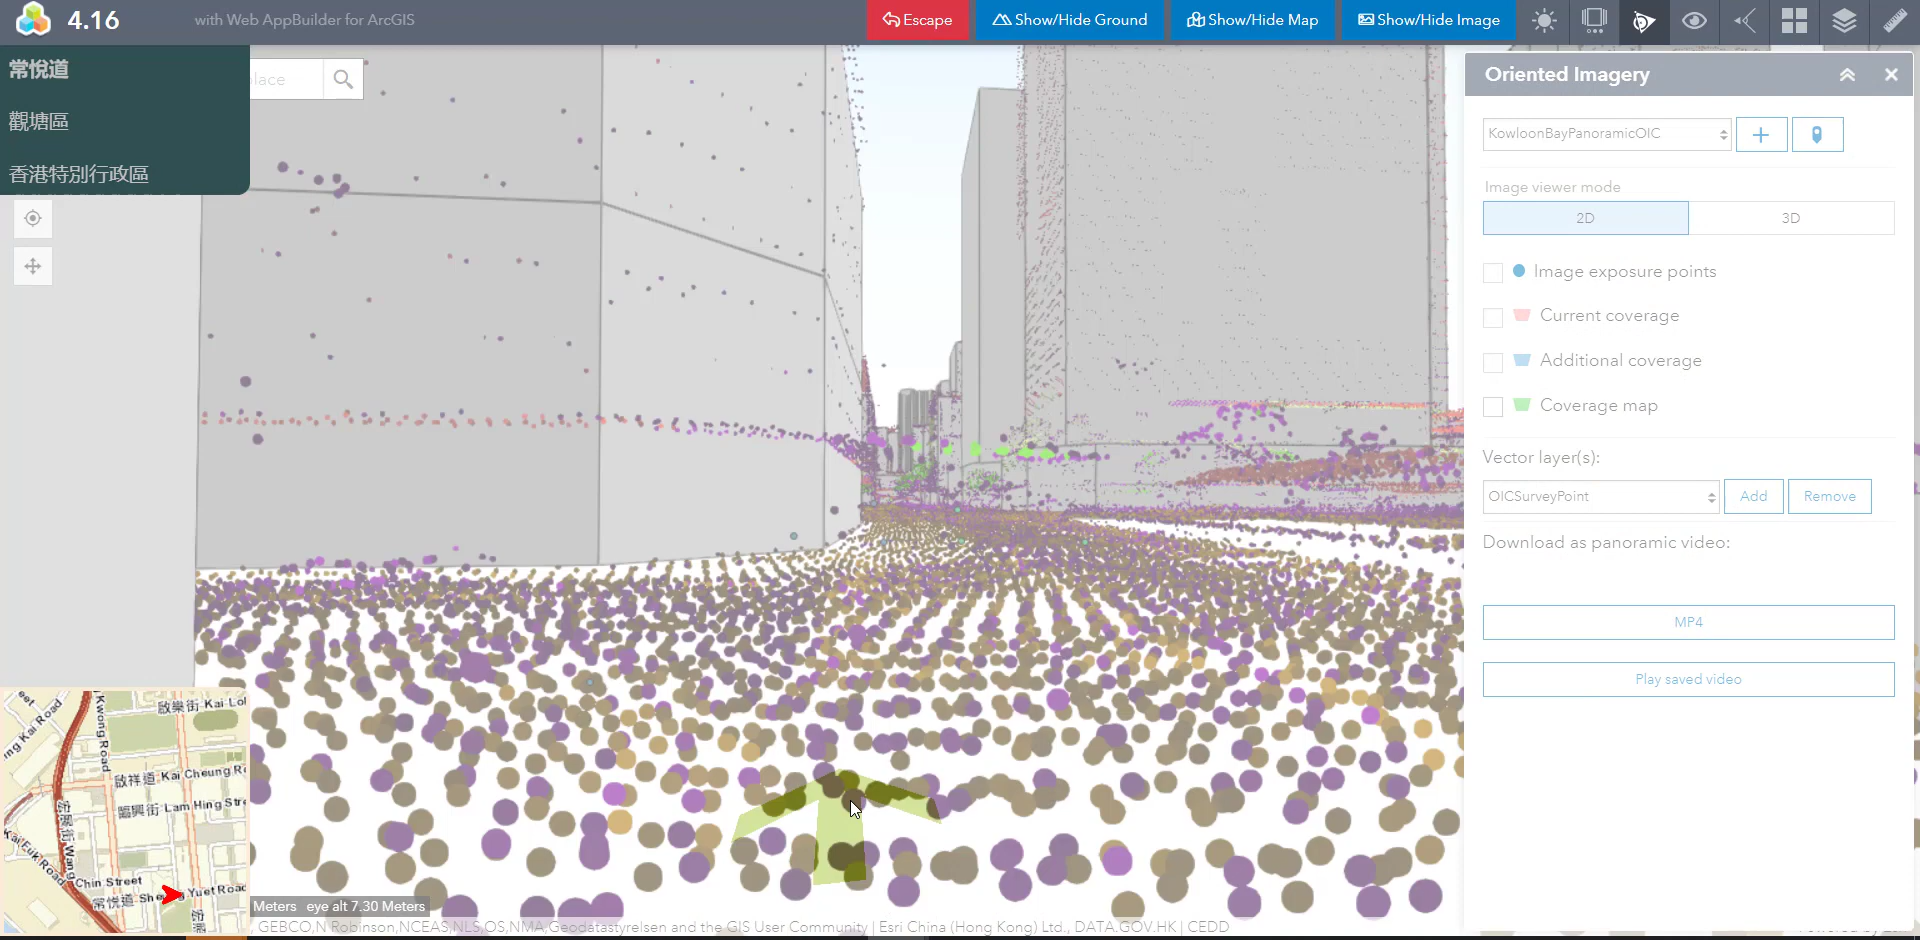 4.16
with Web AppBuilder for ArcGIS
Escape
Show/Hide Ground
Show/Hide Map
Show/Hide Image
常悅道
觀塘區
香港特別行政區
lace
Oriented Imagery
KowloonBayPanoramicOIC
Image viewer mode
2D
3D
Image exposure points
Current coverage
Additional coverage
Coverage map
Vector layer(s):
OICSurveyPoint
Add
Remove
Download as panoramic video:
MP4
Play saved video
Kwong Road
啟樂街 Kai Lo
啟祥道 Kai Cheung R
臨興街 Lam Hing Stre
Kai Fuk Road
Chin Street
常悅道 She
Yuet Road
Meters eye alt 7.30 Meters
, GEBCO,N Robinson,NCEAS,NLS,OS,NMA,Geodatastyrelsen and the GIS User Community | Esri China (Hong Kong) Ltd., DATA.GOV.HK | CEDD